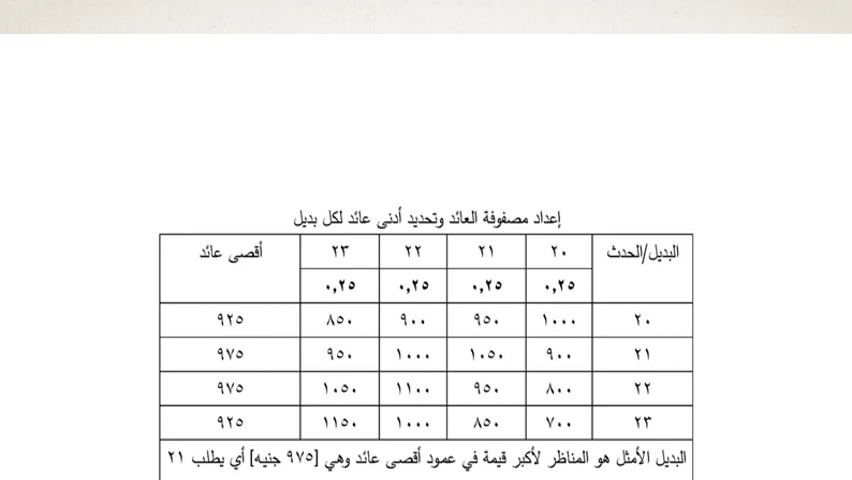 إعداد مصفوفة العائد وتحديد أدنى عائد لكل بديل
البديل/الحدث ٢٠ ٢١ ٢٢ ٢٣ أقصى عائد
٠,٢٥ ٠,٢٥ ٠,٢٥ ٠,٢٥
٢٠ ١٠٠٠ ٩٥٠ ٩٠٠ ٨٥٠ ٩٢٥
٢١ ٩٠٠ ١٠٥٠ ١٠٠٠ ٩٥٠ ٩٧٥
٢٢ ٨٠٠ ٩٥٠ ١١٠٠ ١٠٥٠ ٩٧٥
٢٣ ٧٠٠ ٨٥٠ ١٠٠٠ ١١٥٠ ٩٢٥
البديل الأمثل هو المناظر لأكبر قيمة في عمود أقصى عائد وهي [٩٧٥ جنيه] أي يطلب ٢١